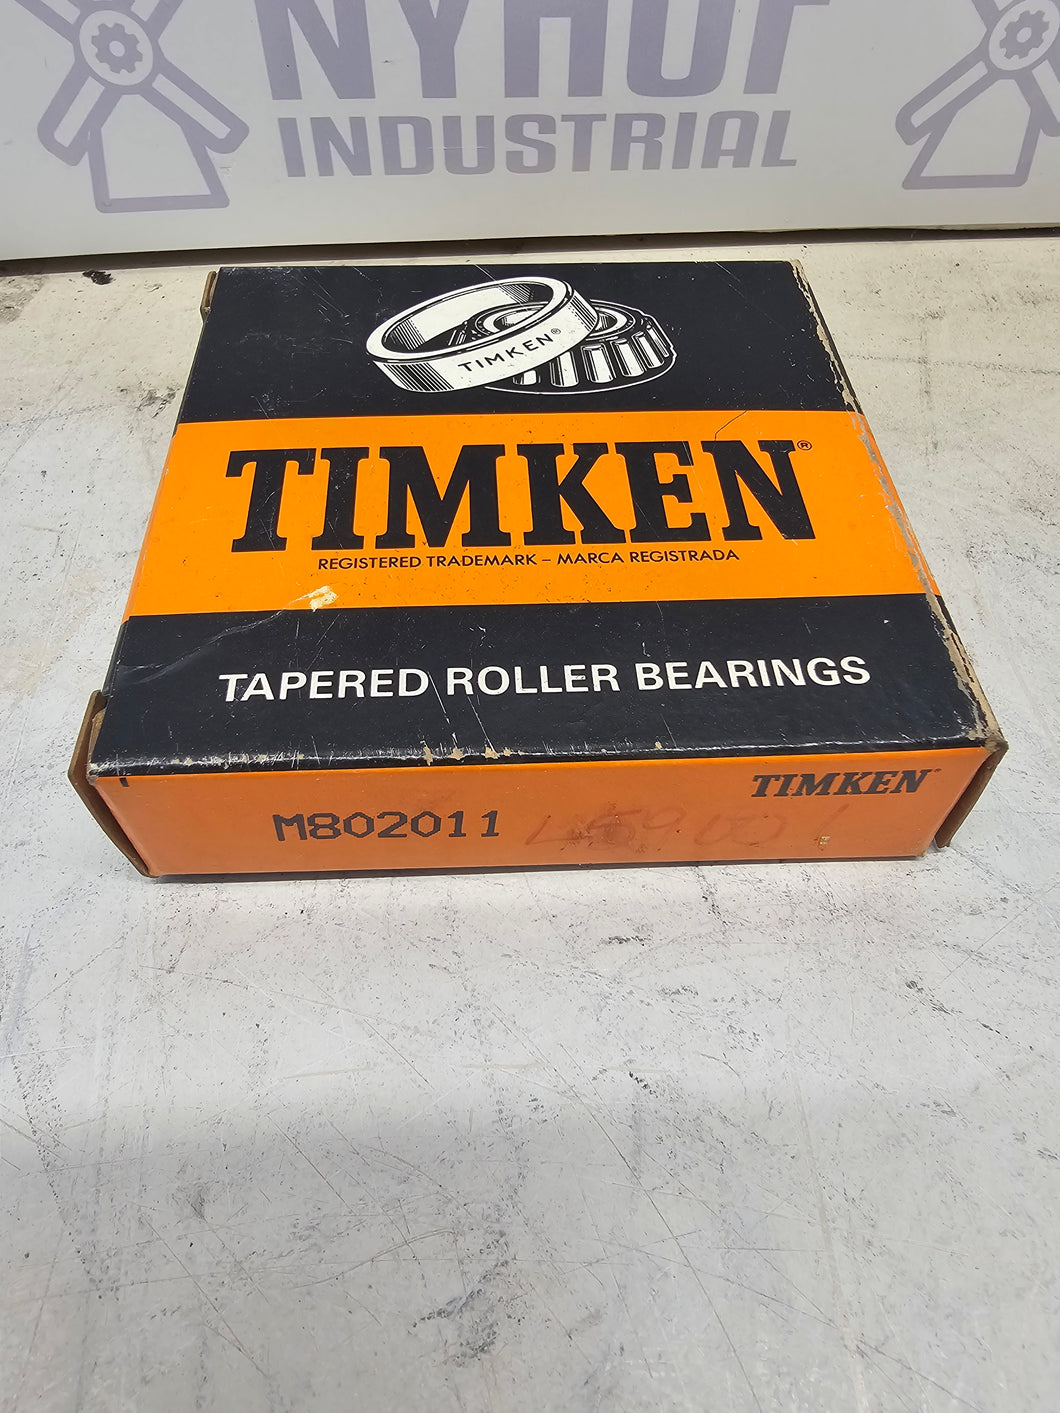 NYHOF
INDUSTRIAL
TIMKEN®
TIMKEN®
REGISTERED TRADEMARK – MARCA REGISTRADA
TAPERED ROLLER BEARINGS
TIMKEN
M802011